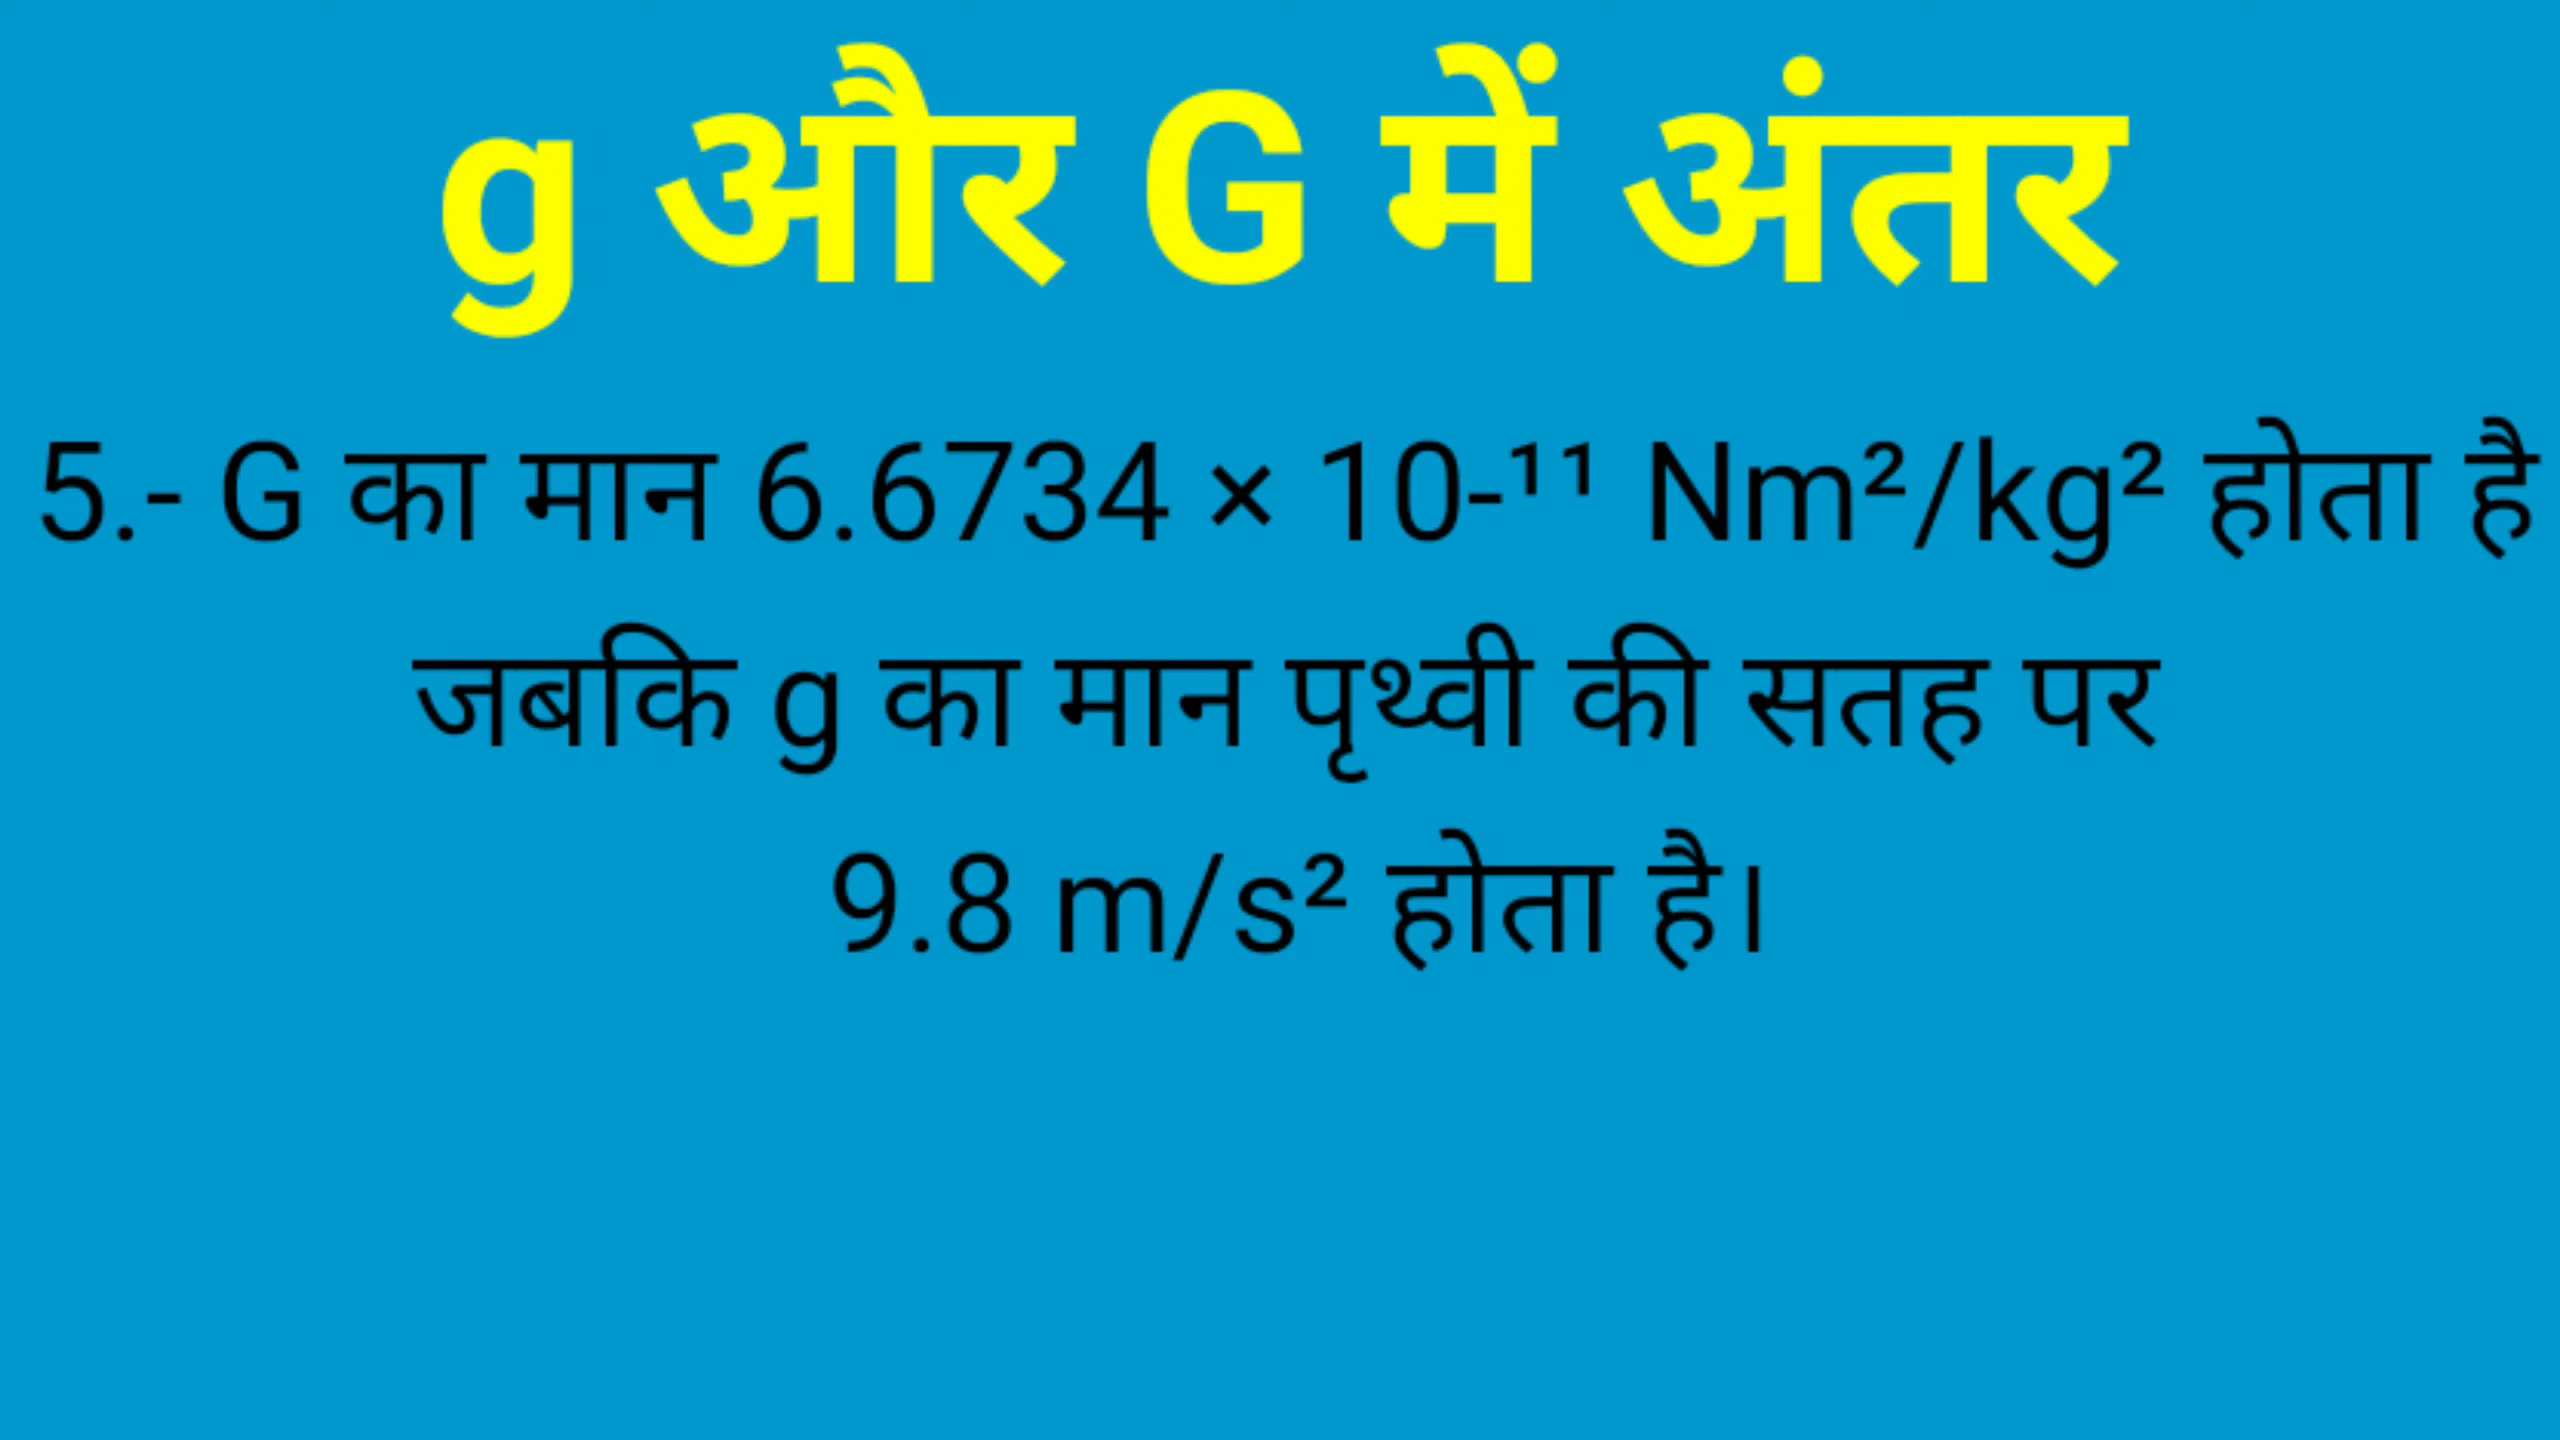 g और G में अंतर
5.- G का मान 6.6734 × 10-¹¹ Nm²/kg² होता है
जबकि g का मान पृथ्वी की सतह पर
9.8 m/s² होता है।